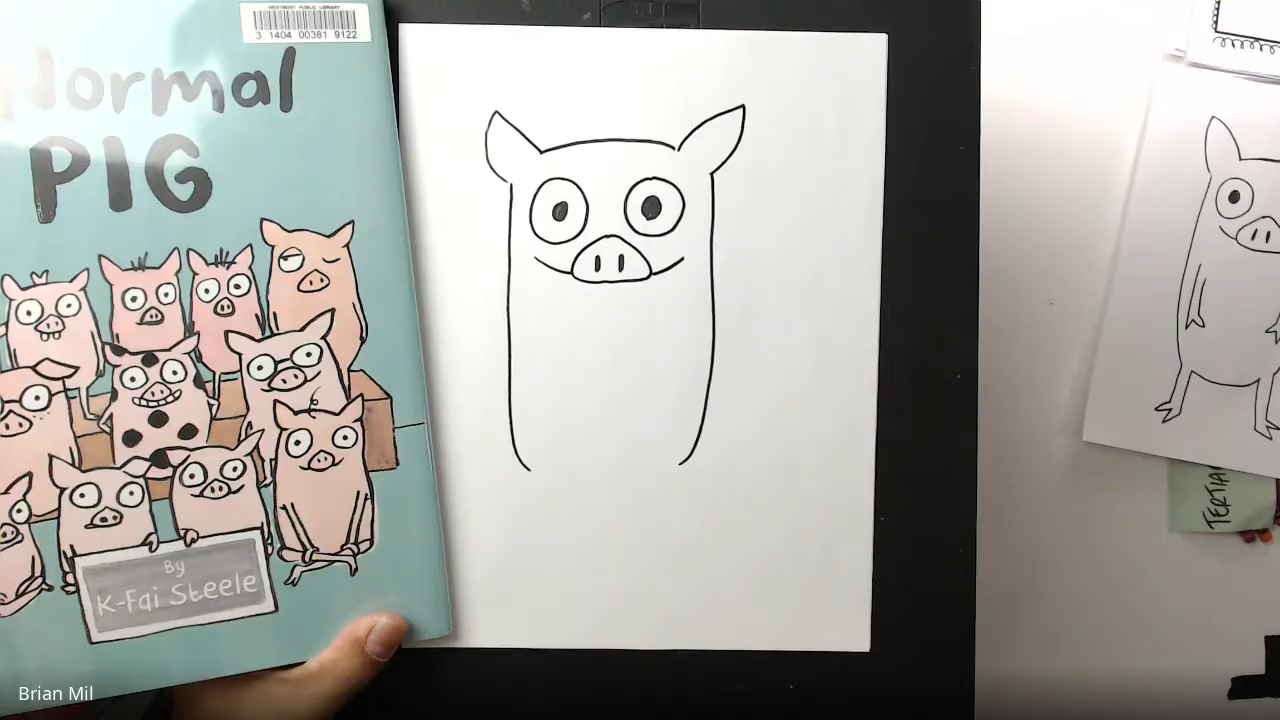 WESTMONT PUBLIC LIBRARY
3 1404 00381 9122
Normal
PIG
By
K-Fai Steele
Brian Mil